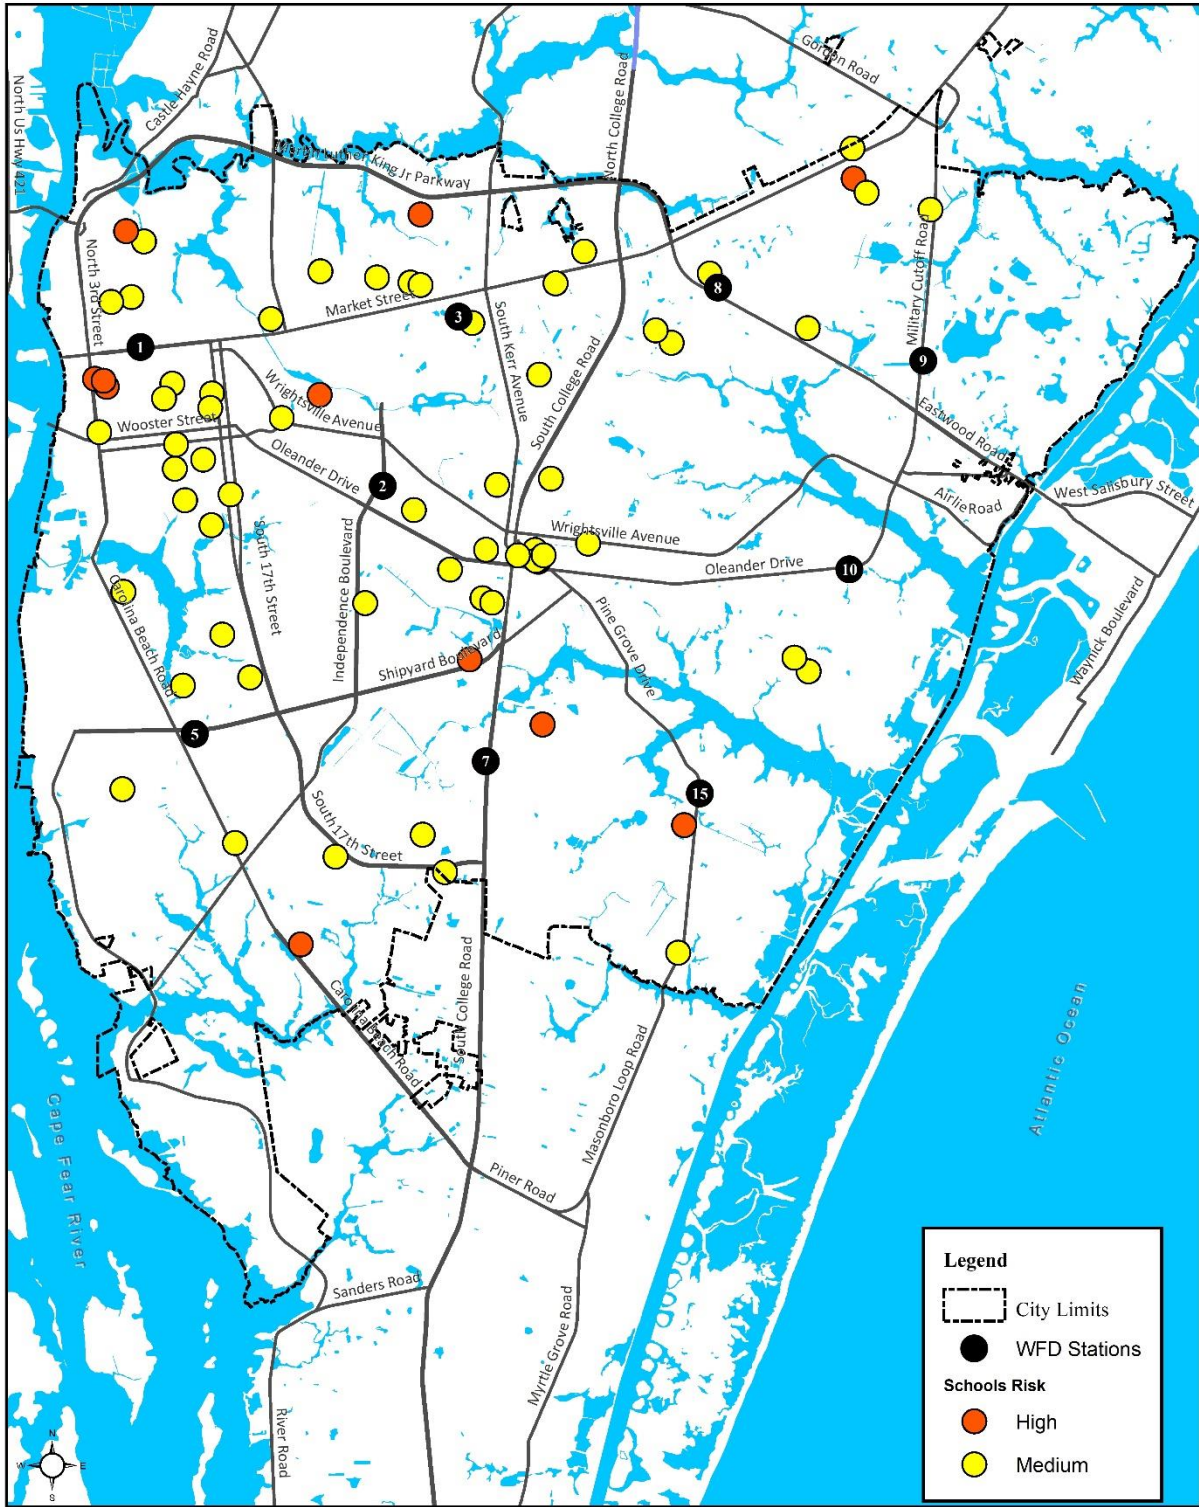 Gordon Road
Castle Hayne Road
North College Road
North Us Hwy 421
Martin Luther King Jr Parkway
Military Cutoff Road
North 3rd Street
8
Market Street
3
South Kerr Avenue
1
9
South College Road
Wrightsville Avenue
Wooster Street
Eastwood Road
Oleander Drive
2
West Salisbury Street
Airlie Road
South 17th Street
Independence Boulevard
Wrightsville Avenue
Oleander Drive
10
Carolina Beach Road
Pine Grove Drive
Waynick Boulevard
Shipyard Boulevard
5
7
15
South 17th Street
South College Road
Carolina Beach Road
Atlantic Ocean
Cape Fear River
Masonboro Loop Road
Piner Road
Sanders Road
Myrtle Grove Road
River Road
Legend
City Limits
WFD Stations
Schools Risk
High
Medium
N
W
E
S